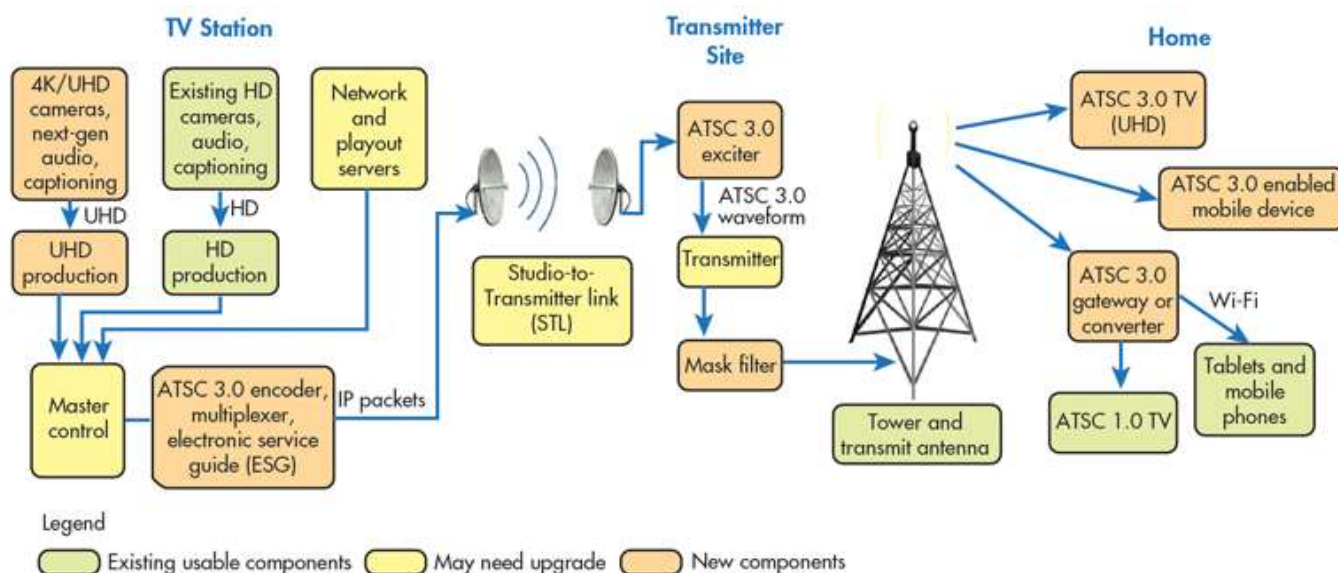 TV Station
Transmitter
Site
Home
4K/UHD
cameras,
next-gen
audio,
captioning
Existing HD
cameras,
audio,
captioning
Network
and
playout
servers
UHD
HD
UHD
production
HD
production
Master
control
ATSC 3.0 encoder,
multiplexer,
electronic service
guide (ESG)
IP packets
Studio-to-
Transmitter link
(STL)
ATSC 3.0
exciter
ATSC 3.0
waveform
Transmitter
Mask filter
Tower and
transmit antenna
ATSC 3.0 TV
(UHD)
ATSC 3.0 enabled
mobile device
ATSC 3.0
gateway or
converter
Wi-Fi
ATSC 1.0 TV
Tablets and
mobile
phones
Legend
Existing usable components
May need upgrade
New components